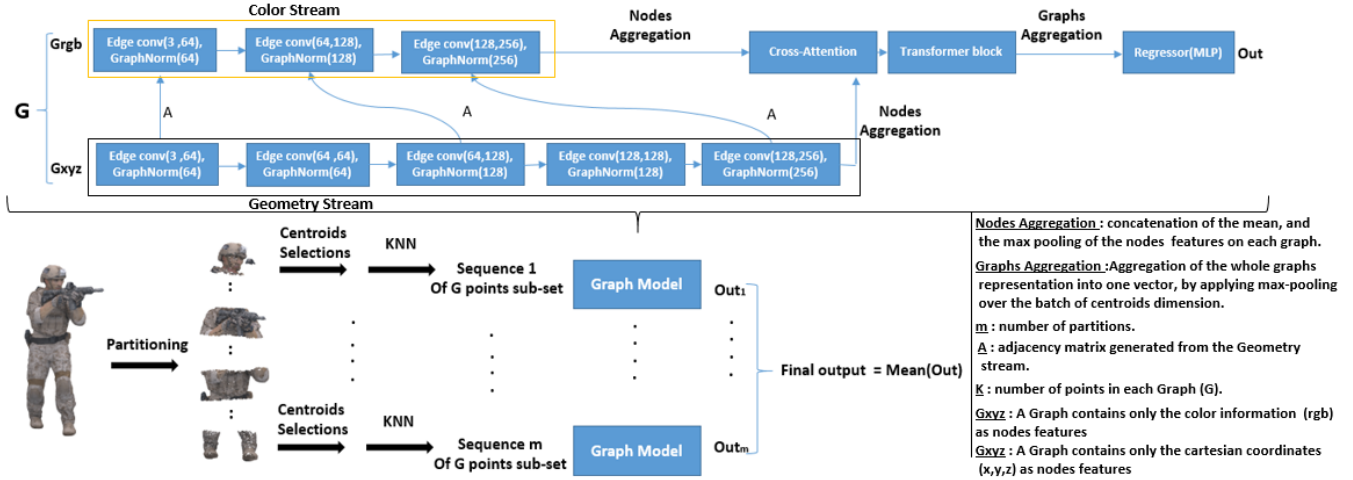 Color Stream
Grgb
Edge conv(3 ,64),
GraphNorm(64)
Edge conv(64,128),
GraphNorm(128)
Edge conv(128,256),
GraphNorm(256)
Nodes
Aggregation
Cross-Attention
Transformer block
Graphs
Aggregation
Regressor(MLP)
Out
G
A
A
A
Nodes
Aggregation
Gxyz
Edge conv(3,64),
GraphNorm(64)
Edge conv(64 ,64),
GraphNorm(64)
Edge conv(64,128),
GraphNorm(128)
Edge conv(128,128),
GraphNorm(128)
Edge conv(128,256),
GraphNorm(256)
Geometry Stream
Partitioning
Centroids
Selections
KNN
Sequence 1
Of G points sub-set
Graph Model
Out1
Centroids
Selections
KNN
Sequence m
Of G points sub-set
Graph Model
Outm
Final output = Mean(Out)
Nodes Aggregation : concatenation of the mean, and
the max pooling of the nodes features on each graph.
Graphs Aggregation :Aggregation of the whole graphs
representation into one vector, by applying max-pooling
over the batch of centroids dimension.
m : number of partitions.
A : adjacency matrix generated from the Geometry
stream.
K : number of points in each Graph (G).
Gxyz : A Graph contains only the color information (rgb)
as nodes features
Gxyz : A Graph contains only the cartesian coordinates
(x,y,z) as nodes features